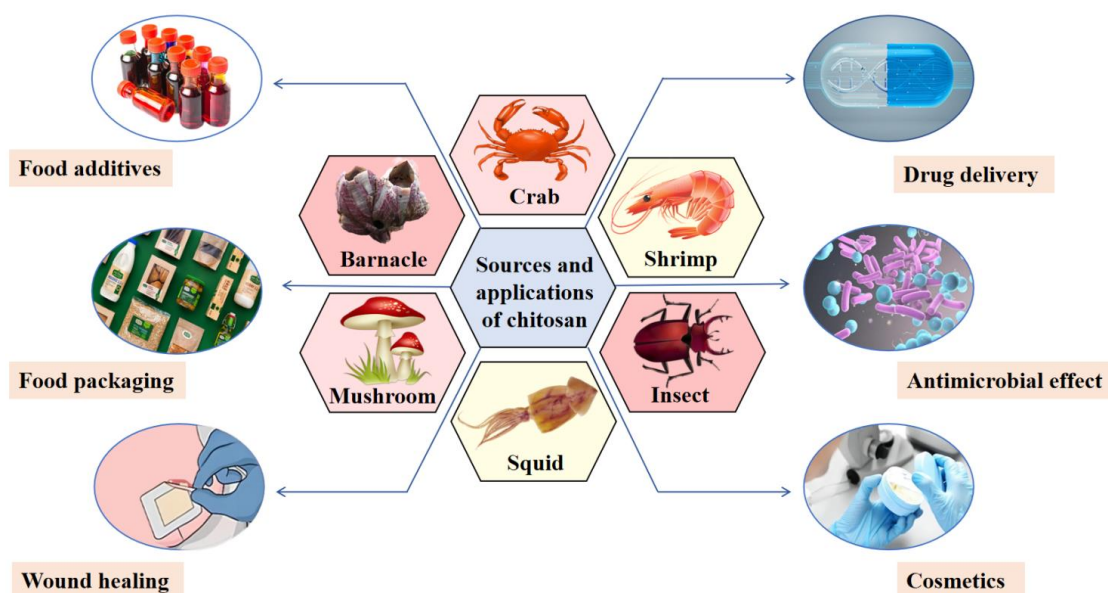 Food additives
Crab
Drug delivery
Barnacle
Sources and
applications
of chitosan
Shrimp
Food packaging
Mushroom
Insect
Antimicrobial effect
Squid
Wound healing
Cosmetics